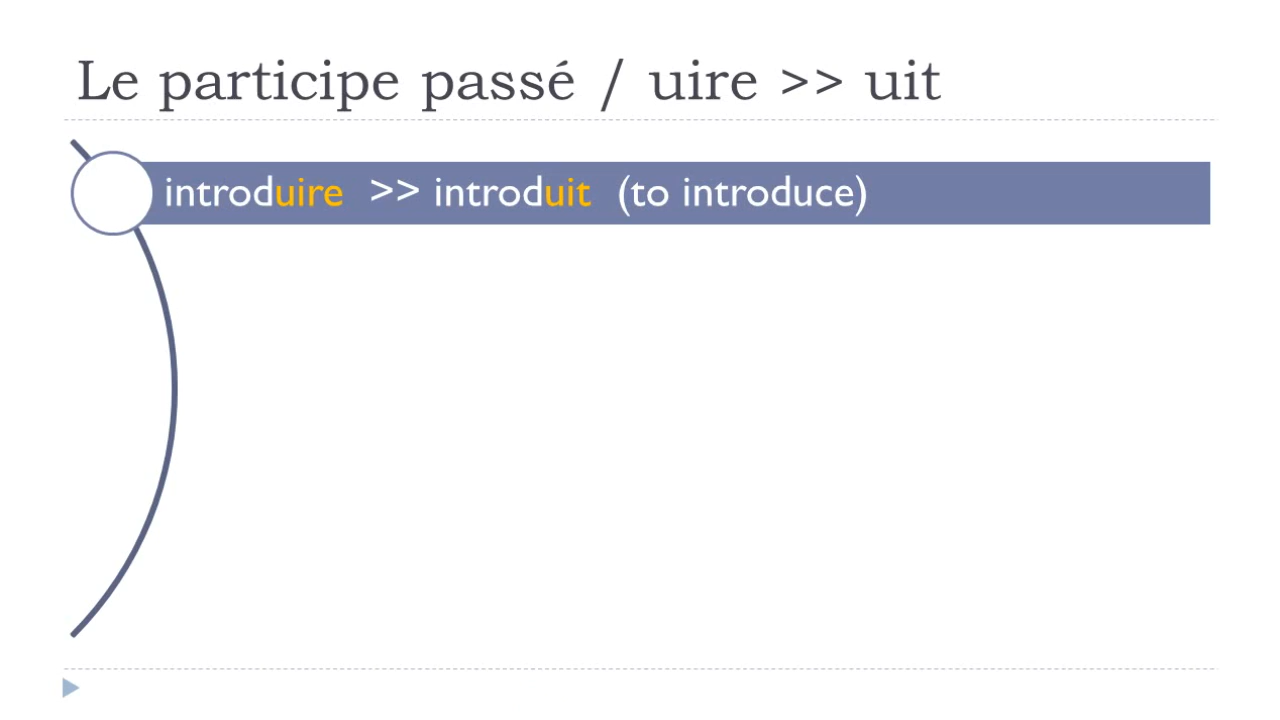 Le participe passé / uire >> uit
introduire >> introduit (to introduce)